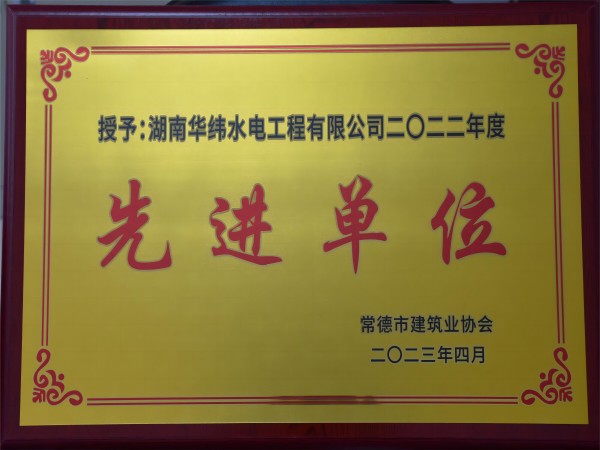 授予:湖南华纬水电工程有限公司二〇二二年度
先进单位
常德市建筑业协会
二〇二三年四月